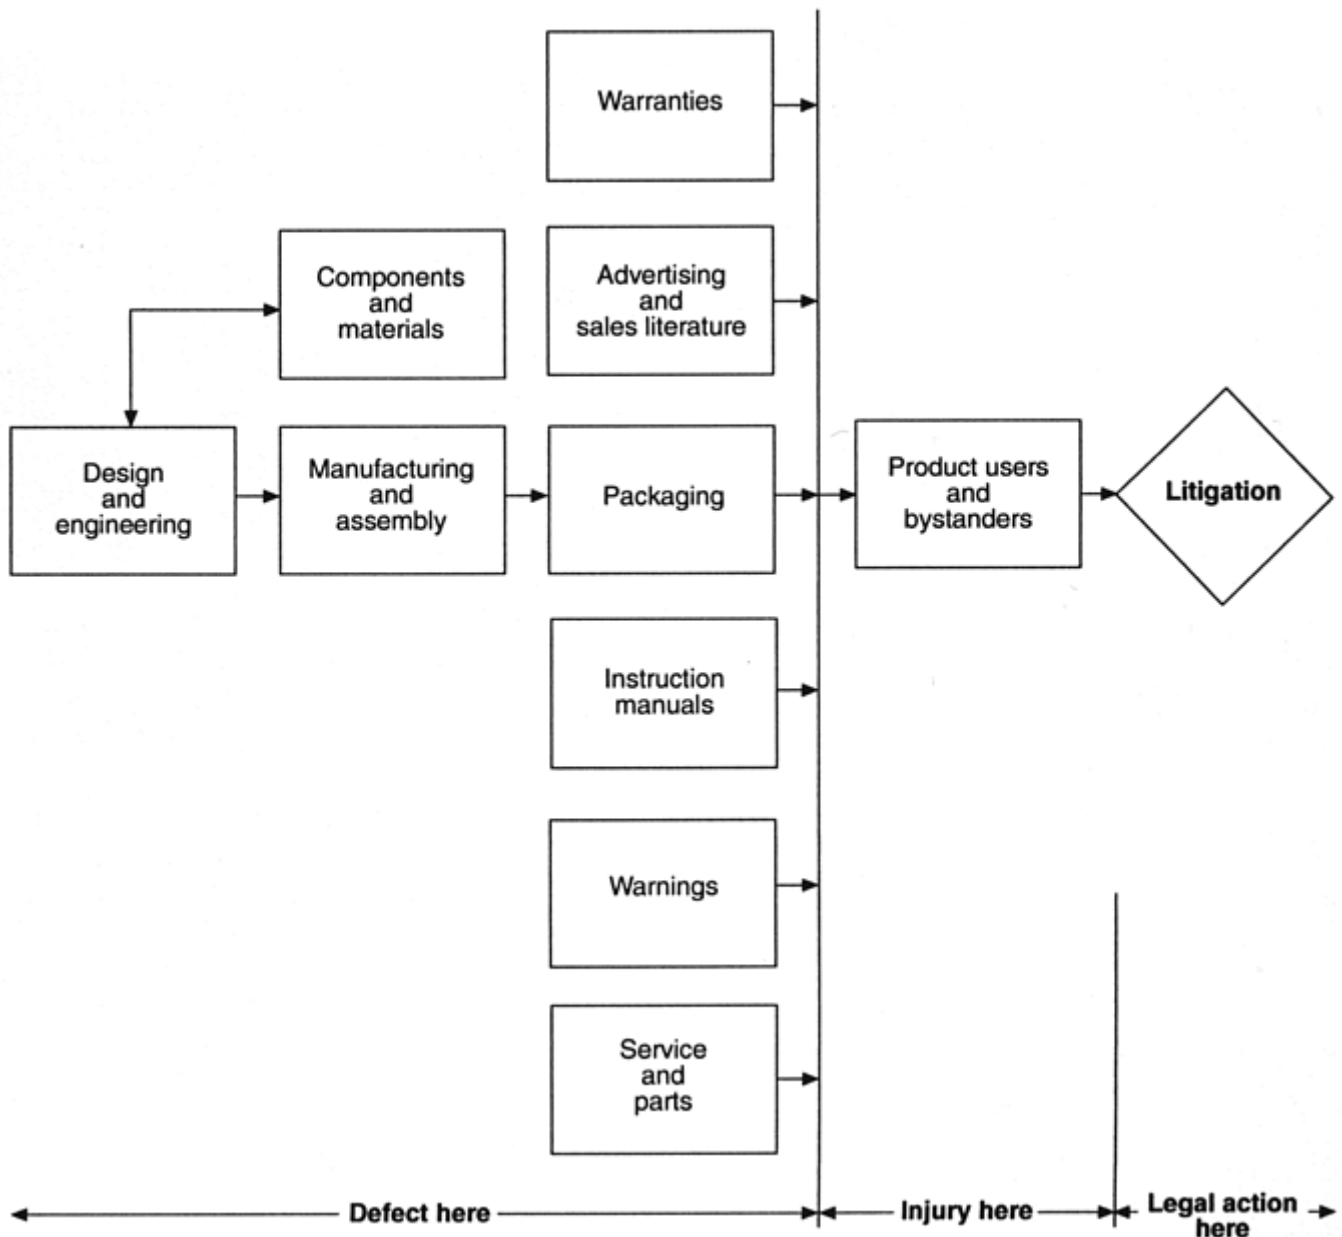 Warranties
Components
and
materials
Advertising
and
sales literature
Design
and
engineering
Manufacturing
and
assembly
Packaging
Product users
and
bystanders
Litigation
Instruction
manuals
Warnings
Service
and
parts
Defect here
Injury here
Legal action
here